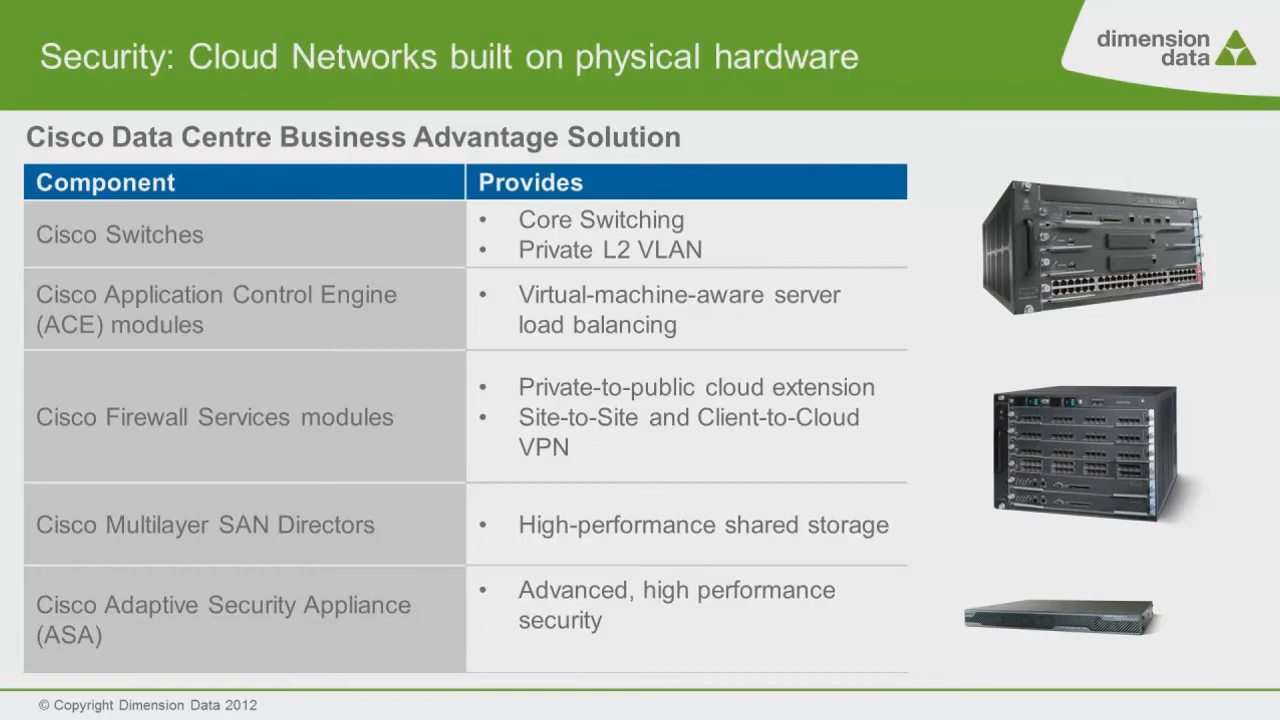 Security: Cloud Networks built on physical hardware
dimension
data
Cisco Data Centre Business Advantage Solution
Component
Provides
Cisco Switches
• Core Switching
• Private L2 VLAN
Cisco Application Control Engine
(ACE) modules
• Virtual-machine-aware server
load balancing
Cisco Firewall Services modules
• Private-to-public cloud extension
• Site-to-Site and Client-to-Cloud
VPN
Cisco Multilayer SAN Directors
• High-performance shared storage
Cisco Adaptive Security Appliance
(ASA)
• Advanced, high performance
security
© Copyright Dimension Data 2012